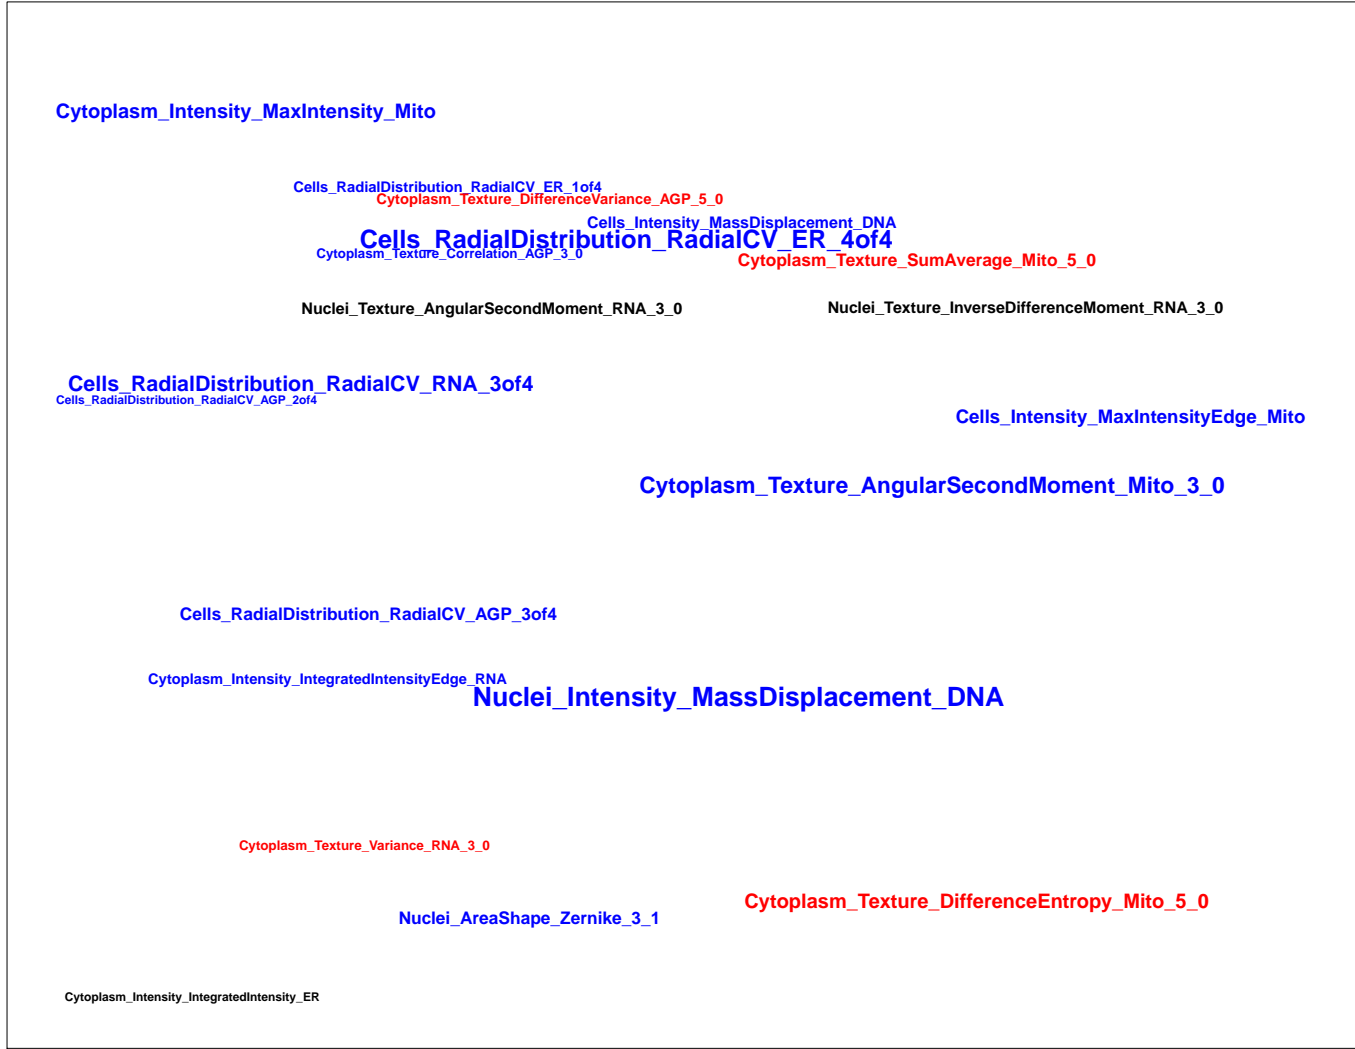 Cytoplasm_Intensity_MaxIntensity_Mito
Cells_RadialDistribution_RadialCV_ER_1of4
Cytoplasm_Texture_DifferenceVariance_AGP_5_0
Cells_Intensity_MassDisplacement_DNA
Cells_RadialDistribution_RadialCV_ER_4of4
Cytoplasm_Texture_Correlation_AGP_3_0
Cytoplasm_Texture_SumAverage_Mito_5_0
Nuclei_Texture_AngularSecondMoment_RNA_3_0
Nuclei_Texture_InverseDifferenceMoment_RNA_3_0
Cells_RadialDistribution_RadialCV_RNA_3of4
Cells_RadialDistribution_RadialCV_AGP_2of4
Cells_Intensity_MaxIntensityEdge_Mito
Cytoplasm_Texture_AngularSecondMoment_Mito_3_0
Cells_RadialDistribution_RadialCV_AGP_3of4
Cytoplasm_Intensity_IntegratedIntensityEdge_RNA
Nuclei_Intensity_MassDisplacement_DNA
Cytoplasm_Texture_Variance_RNA_3_0
Cytoplasm_Texture_DifferenceEntropy_Mito_5_0
Nuclei_AreaShape_Zernike_3_1
Cytoplasm_Intensity_IntegratedIntensity_ER